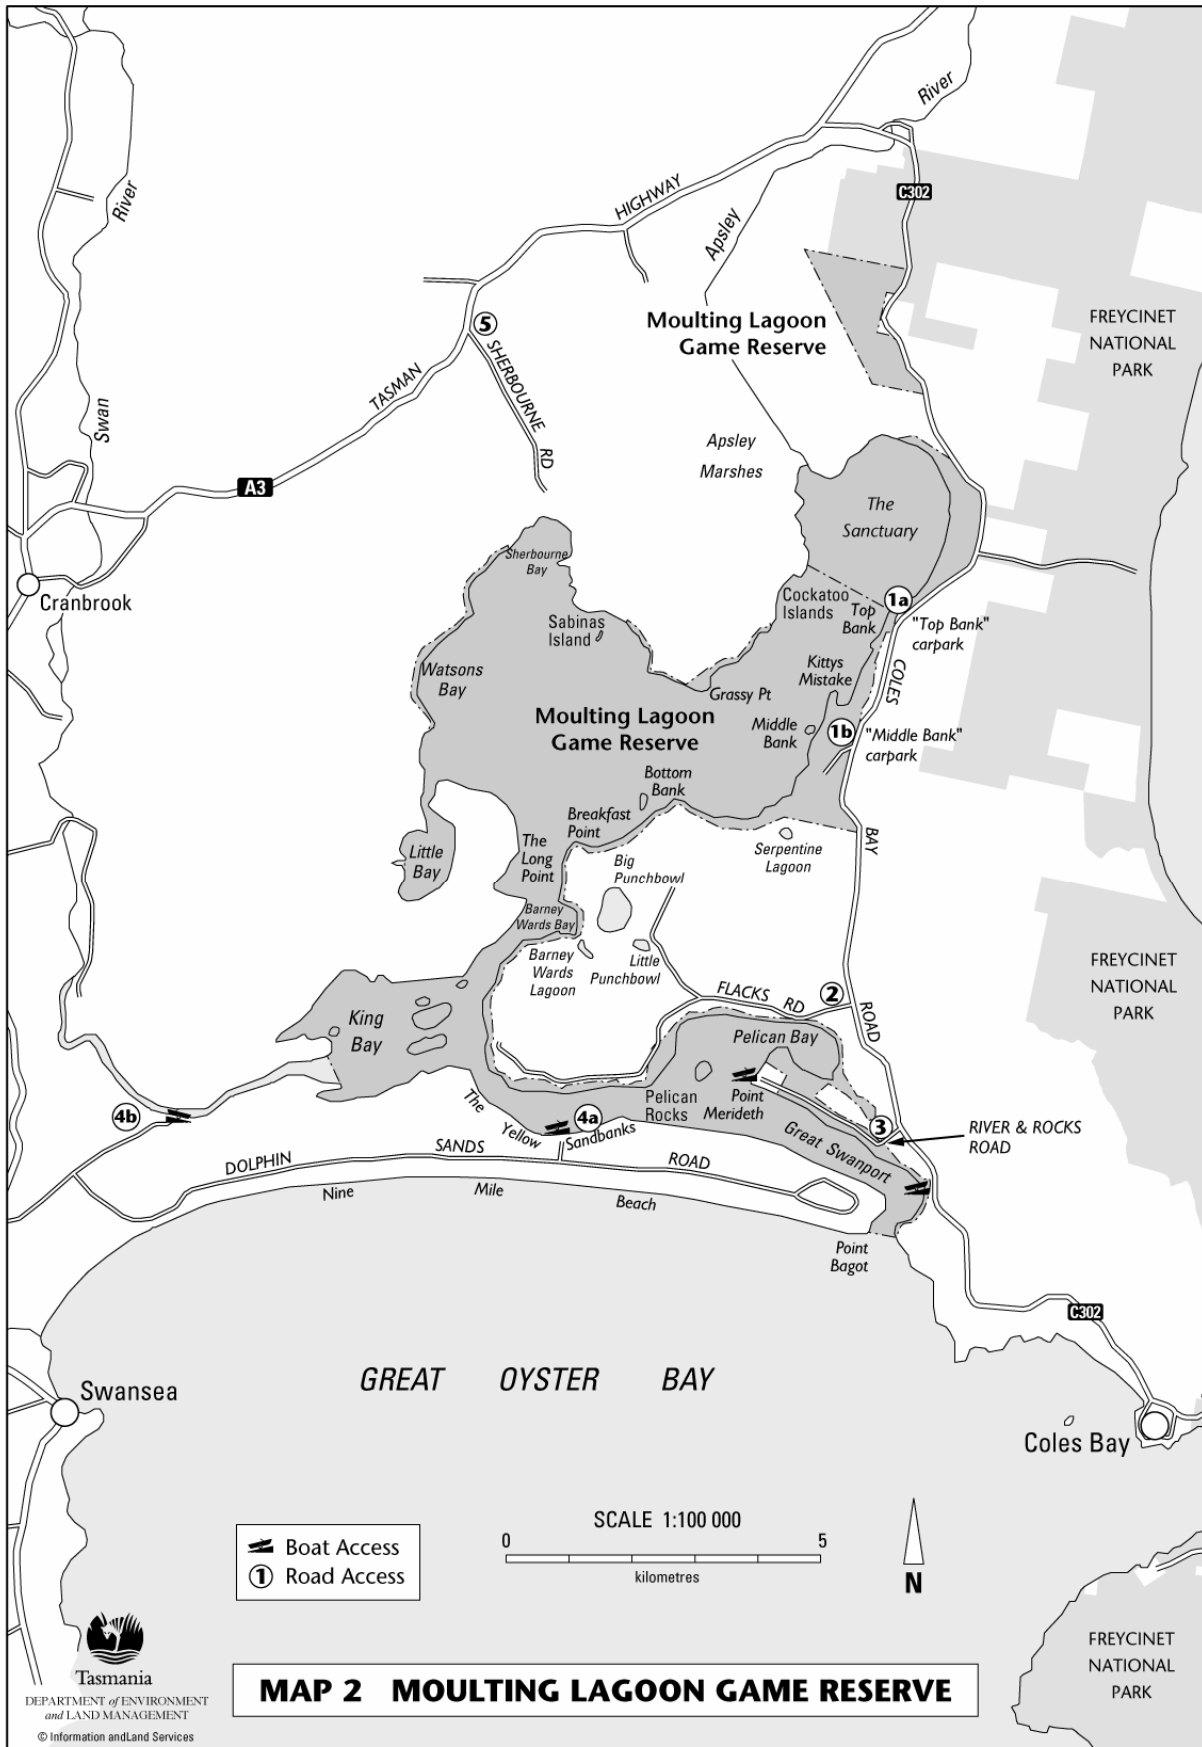 River
River
C302
HIGHWAY
Apsley
Moulting Lagoon
Game Reserve
FREYCINET
NATIONAL
PARK
5
SHERBOURNE
RD
TASMAN
Swan
A3
Apsley
Marshes
The
Sanctuary
Sherbourne
Bay
Cranbrook
Cockatoo
Islands
Top
Bank
1a
"Top Bank"
carpark
Sabinas
Island
Watsons
Bay
Kittys
Mistake
COLES
Grassy Pt
Moulting Lagoon
Game Reserve
Middle
Bank
1b
"Middle Bank"
carpark
Bottom
Bank
Breakfast
Point
BAY
The
Long
Point
Little
Bay
Big
Punchbowl
Serpentine
Lagoon
Barney
Wards Bay
Barney
Wards
Lagoon
Little
Punchbowl
FREYCINET
NATIONAL
PARK
FLACKS RD
2
ROAD
King
Bay
Pelican Bay
Pelican
Rocks
Point
Merideth
The
Yellow
Sandbanks
4a
4b
3
RIVER & ROCKS
ROAD
Great Swanport
DOLPHIN
SANDS
ROAD
Nine
Mile
Beach
Point
Bagot
C302
GREAT OYSTER BAY
Swansea
Coles Bay
Boat Access
1 Road Access
SCALE 1:100 000
0 5
kilometres
N
FREYCINET
NATIONAL
PARK
Tasmania
DEPARTMENT of ENVIRONMENT
and LAND MANAGEMENT
© Information andLand Services
MAP 2 MOULTING LAGOON GAME RESERVE